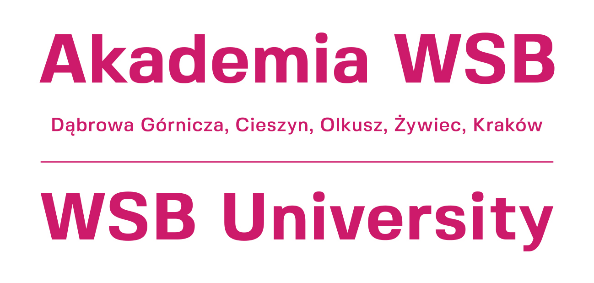 Akademia WSB
Dąbrowa Górnicza, Cieszyn, Olkusz, Żywiec, Kraków
WSB University